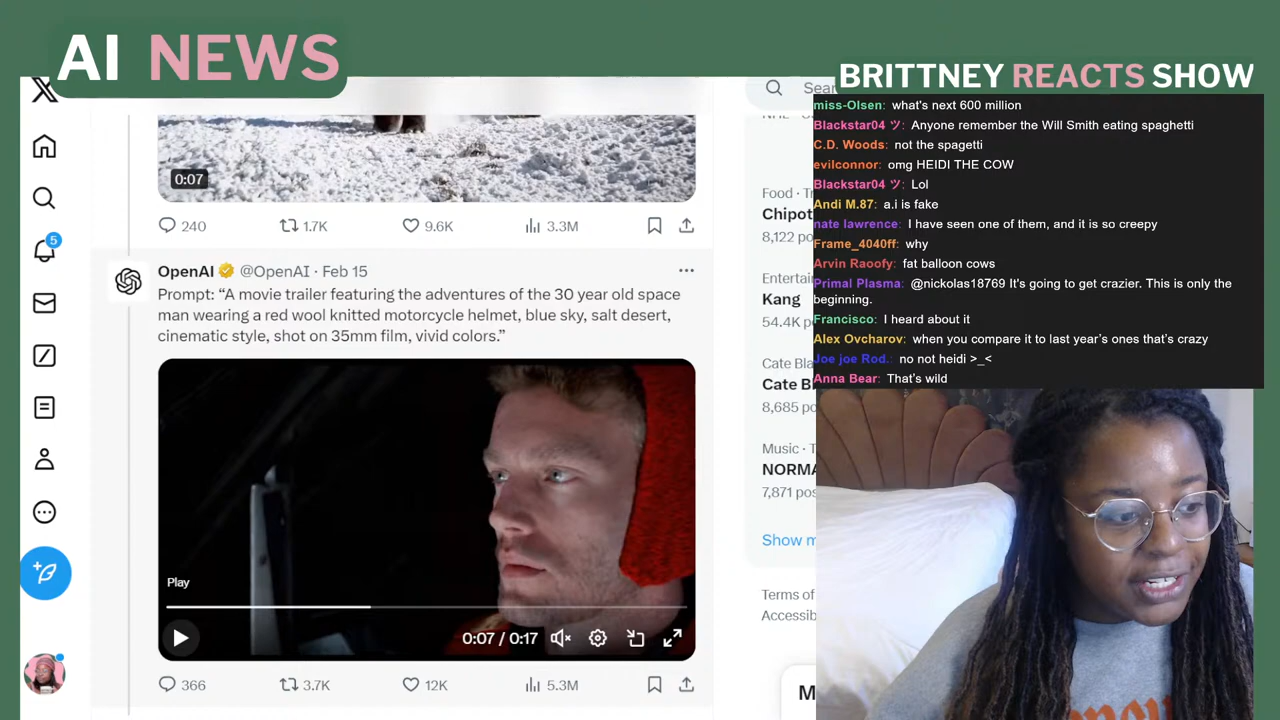 AI NEWS
BRITTNEY REACTS SHOW
0:07
240
1.7K
9.6K
3.3M
OpenAI @OpenAI · Feb 15
Prompt: “A movie trailer featuring the adventures of the 30 year old space
man wearing a red wool knitted motorcycle helmet, blue sky, salt desert,
cinematic style, shot on 35mm film, vivid colors.”
Play
0:07 / 0:17
366
3.7K
12K
5.3M
5
Food ·
8,122
Kang
54.4K
Cate
Cate
8,685
Music ·
7,871
Show
Terms of
miss-Olsen: what's next 600 million
Blackstar04 ツ: Anyone remember the Will Smith eating spaghetti
C.D. Woods: not the spagetti
evilconnor: omg HEIDI THE COW
Blackstar04 ツ: Lol
Andi M.87: a.i is fake
nate lawrence: I have seen one of them, and it is so creepy
Frame_4040ff: why
Arvin Raoofy: fat balloon cows
Primal Plasma: @nickolas18769 It's going to get crazier. This is only the
beginning.
Francisco: I heard about it
Alex Ovcharov: when you compare it to last year’s ones that’s crazy
Joe joe Rod.: no not heidi >_<
Anna Bear: That’s wild